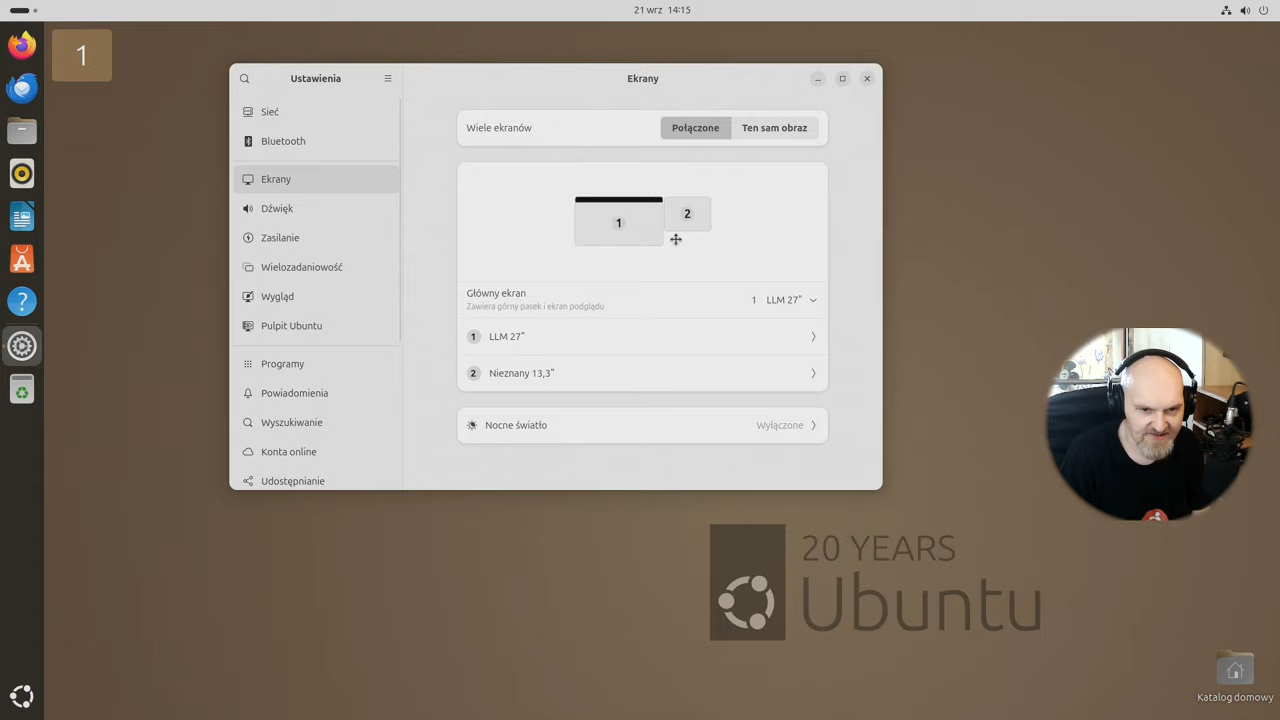 21 wrz 14:15
1
Ustawienia
Ekrany
Sieć
Bluetooth
Ekrany
Dźwięk
Zasilanie
Wielozadaniowość
Wygląd
Pulpit Ubuntu
Programy
Powiadomienia
Wyszukiwanie
Konta online
Udostępnianie
Wiele ekranów
Połączone
Ten sam obraz
1
2
Główny ekran
Zawiera górny pasek i ekran podglądu
1 LLM 27"
1 LLM 27"
2 Nieznany 13,3"
Nocne światło
Wyłączone
20 YEARS
Ubuntu
Katalog domowy